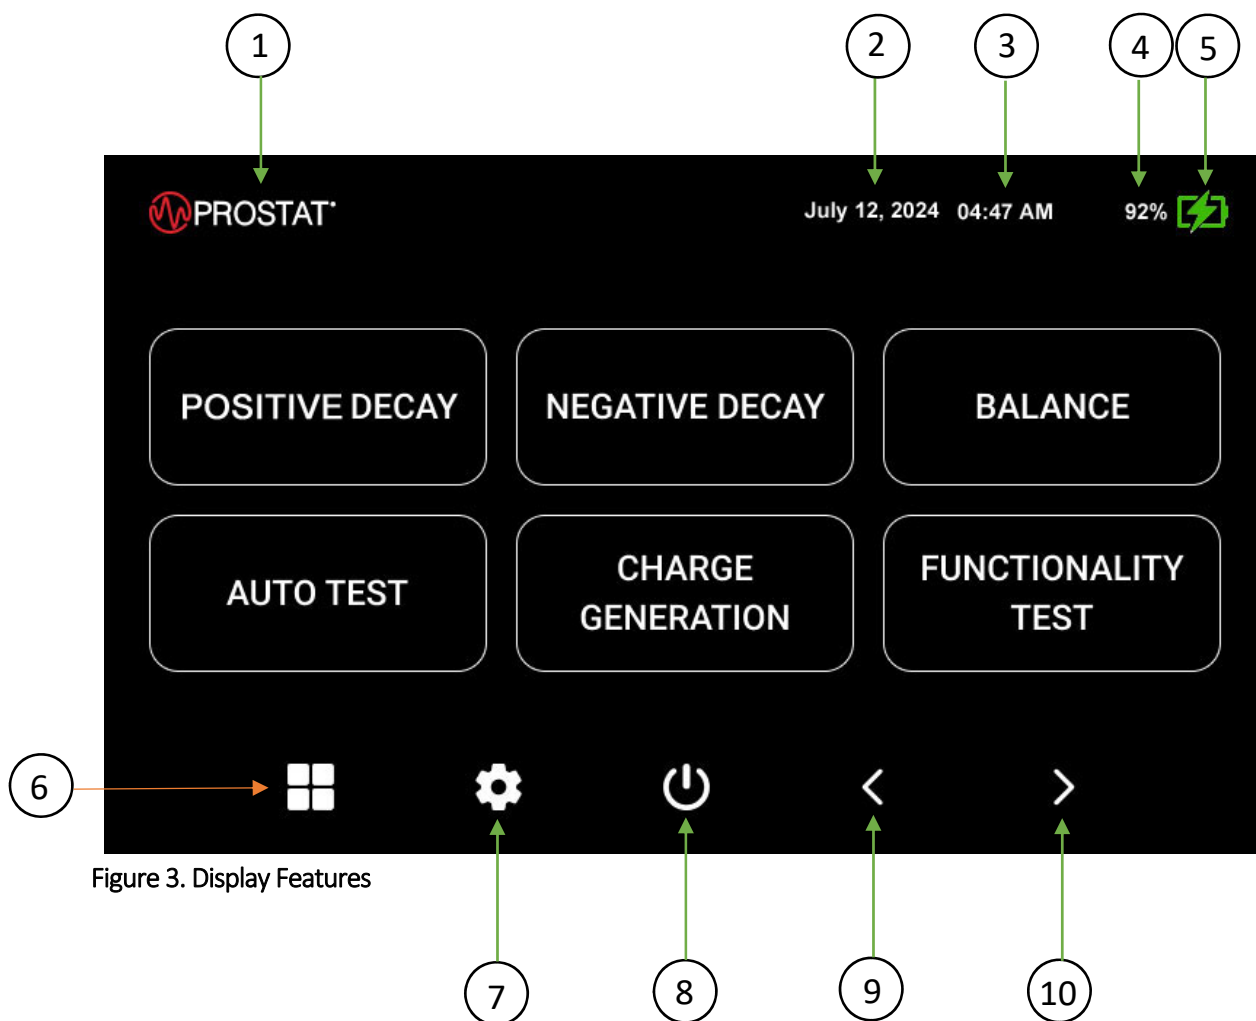 1
2
3
4
5
PROSTAT
July 12, 2024 04:47 AM 92%
POSITIVE DECAY
NEGATIVE DECAY
BALANCE
AUTO TEST
CHARGE
GENERATION
FUNCTIONALITY
TEST
6
Figure 3. Display Features
7
8
9
10